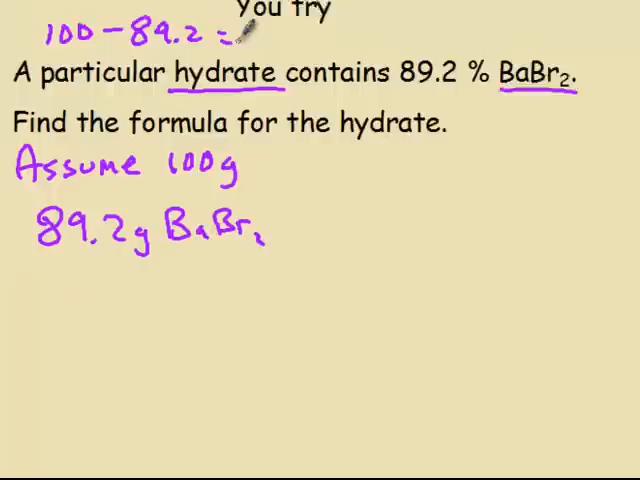 You try
100 - 89.2 =
A particular hydrate contains 89.2 % BaBr₂.
Find the formula for the hydrate.
Assume 100g
89.2g BaBr₂